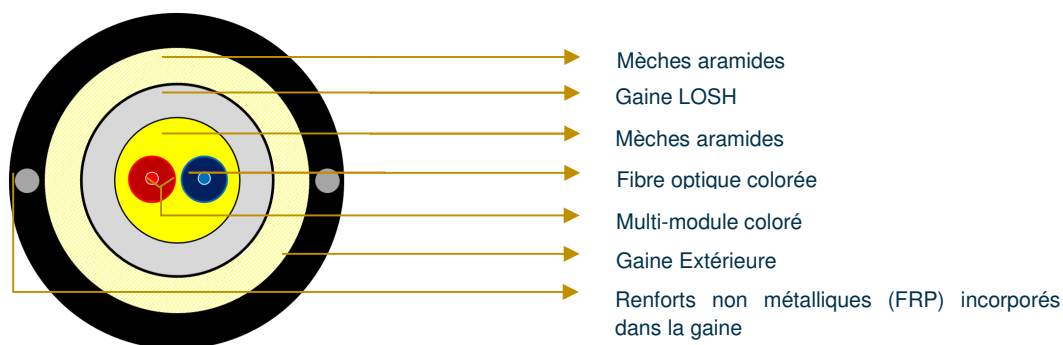 Mèches aramides
Gaine LOSH
Mèches aramides
Fibre optique colorée
Multi-module coloré
Gaine Extérieure
Renforts non métalliques (FRP) incorporés
dans la gaine